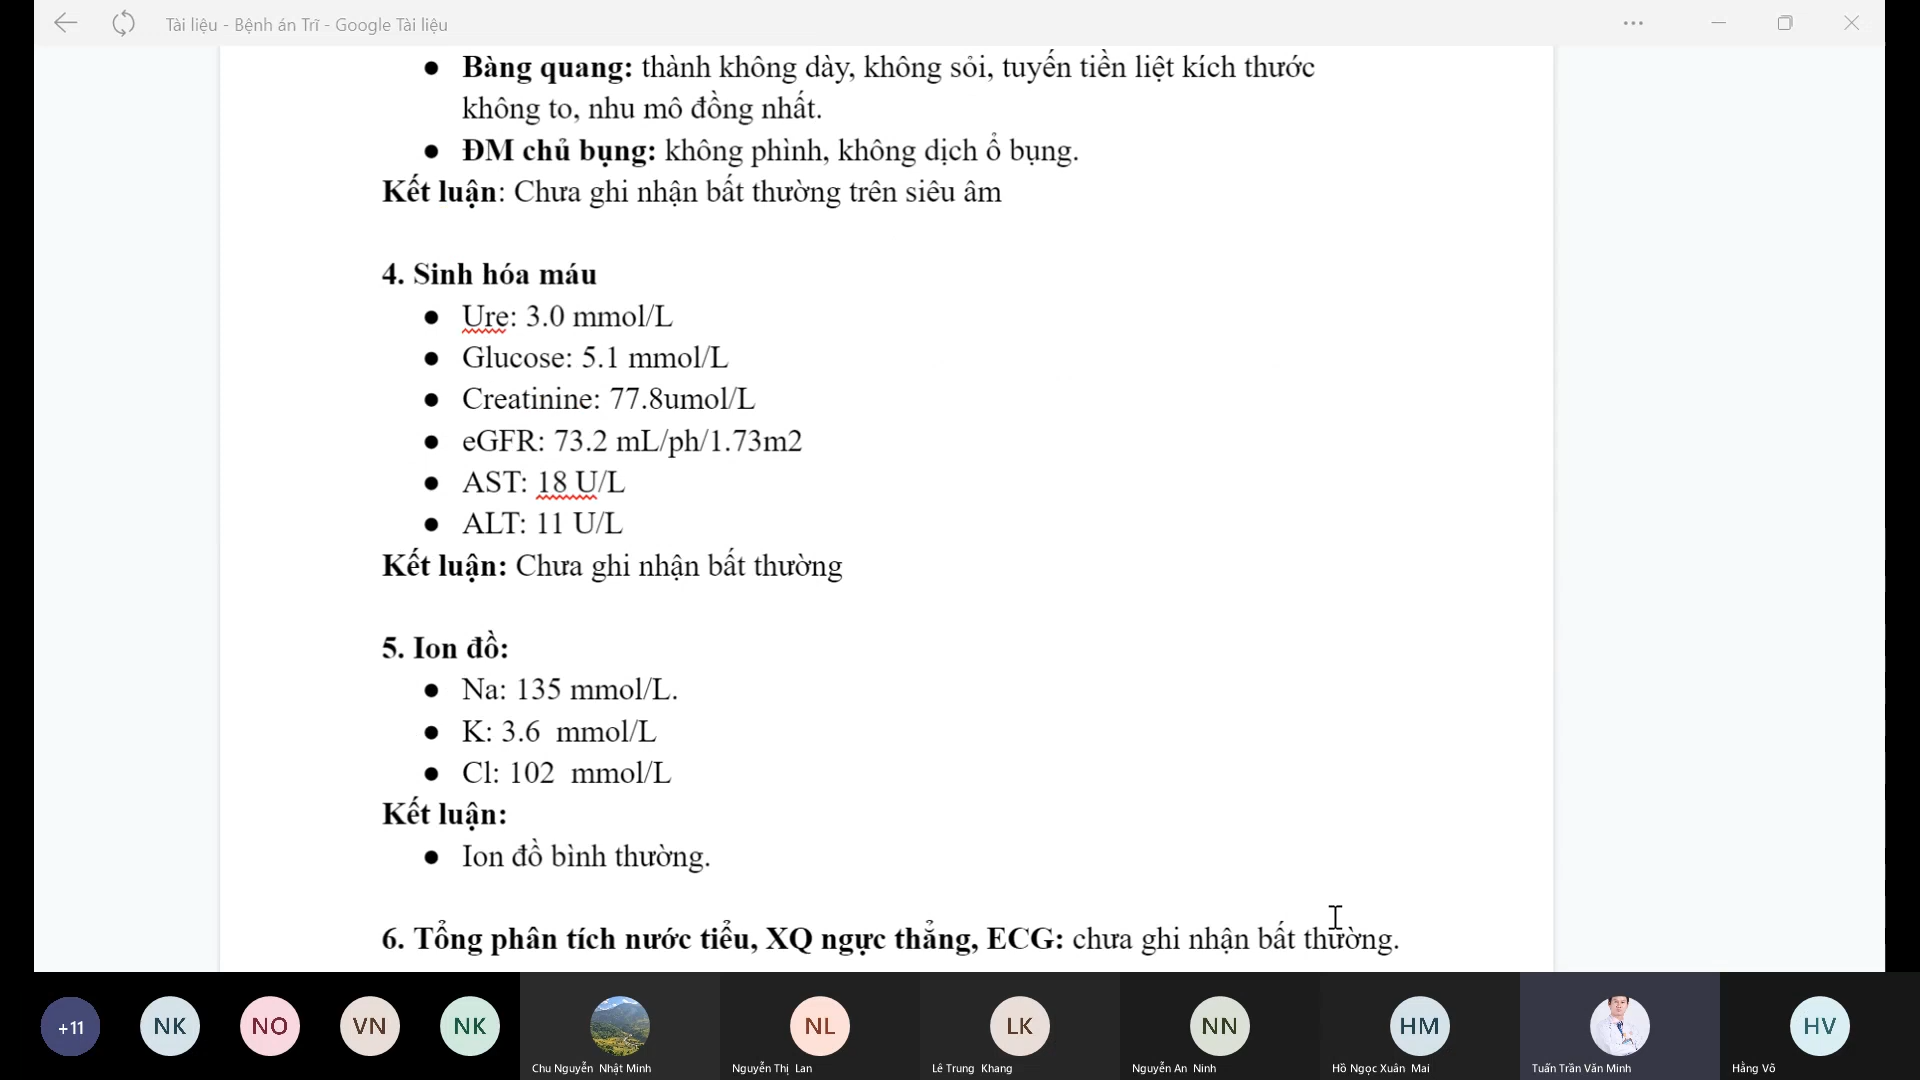 Tài liệu - Bệnh án Trĩ - Google Tài liệu
● Bàng quang: thành không dày, không sỏi, tuyến tiền liệt kích thước
không to, nhu mô đồng nhất.
● ĐM chủ bụng: không phình, không dịch ổ bụng.
Kết luận: Chưa ghi nhận bất thường trên siêu âm
4. Sinh hóa máu
● Ure: 3.0 mmol/L
● Glucose: 5.1 mmol/L
● Creatinine: 77.8umol/L
● eGFR: 73.2 mL/ph/1.73m2
● AST: 18 U/L
● ALT: 11 U/L
Kết luận: Chưa ghi nhận bất thường
5. Ion đồ:
● Na: 135 mmol/L.
● K: 3.6 mmol/L
● Cl: 102 mmol/L
Kết luận:
● Ion đồ bình thường.
6. Tổng phân tích nước tiểu, XQ ngực thẳng, ECG: chưa ghi nhận bất thường.
+11 NK NO VN NK NL LK NN HM HV
Chu Nguyễn Nhật Minh Nguyễn Thị Lan Lê Trung Khang Nguyễn An Ninh Hồ Ngọc Xuân Mai Tuấn Trần Văn Minh Hằng Võ